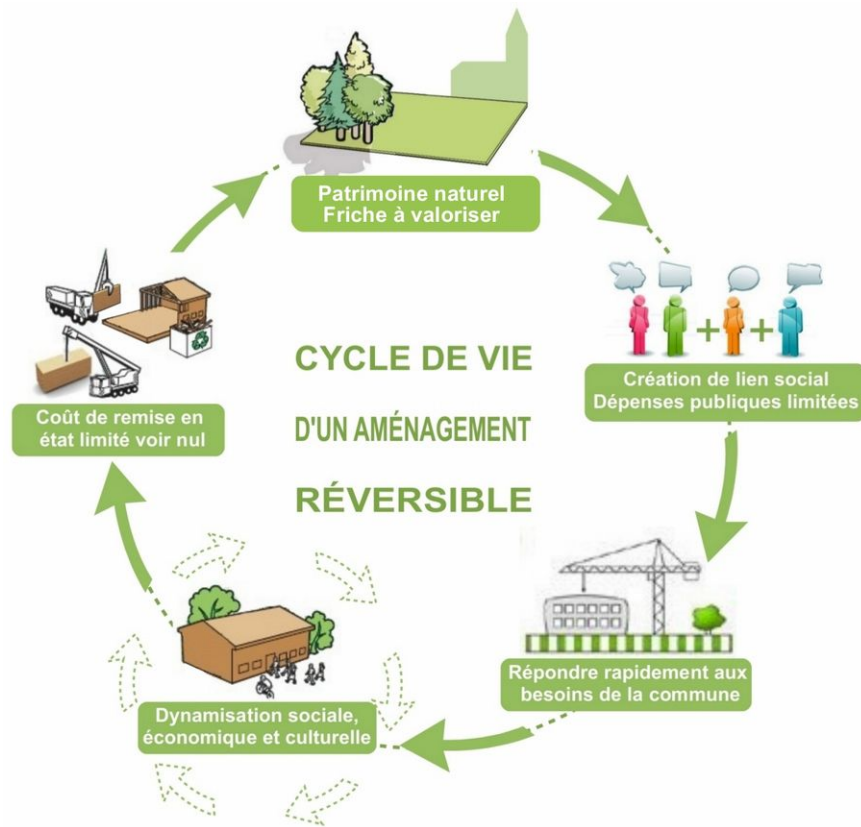 Patrimoine naturel
Friche à valoriser
Création de lien social
Dépenses publiques limitées
Répondre rapidement aux
besoins de la commune
Dynamisation sociale,
économique et culturelle
Coût de remise en
état limité voir nul
CYCLE DE VIE
D'UN AMÉNAGEMENT
RÉVERSIBLE